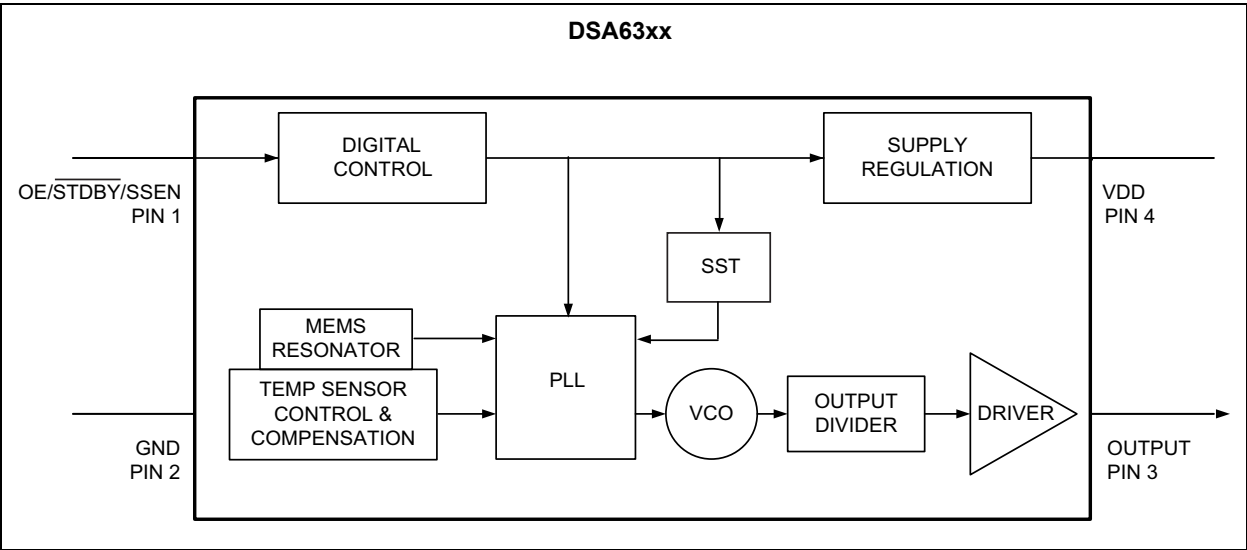 DSA63xx
DIGITAL
CONTROL
SUPPLY
REGULATION
OE/STDBY/SSEN
PIN 1
VDD
PIN 4
SST
MEMS
RESONATOR
TEMP SENSOR
CONTROL &
COMPENSATION
PLL
VCO
OUTPUT
DIVIDER
DRIVER
GND
PIN 2
OUTPUT
PIN 3